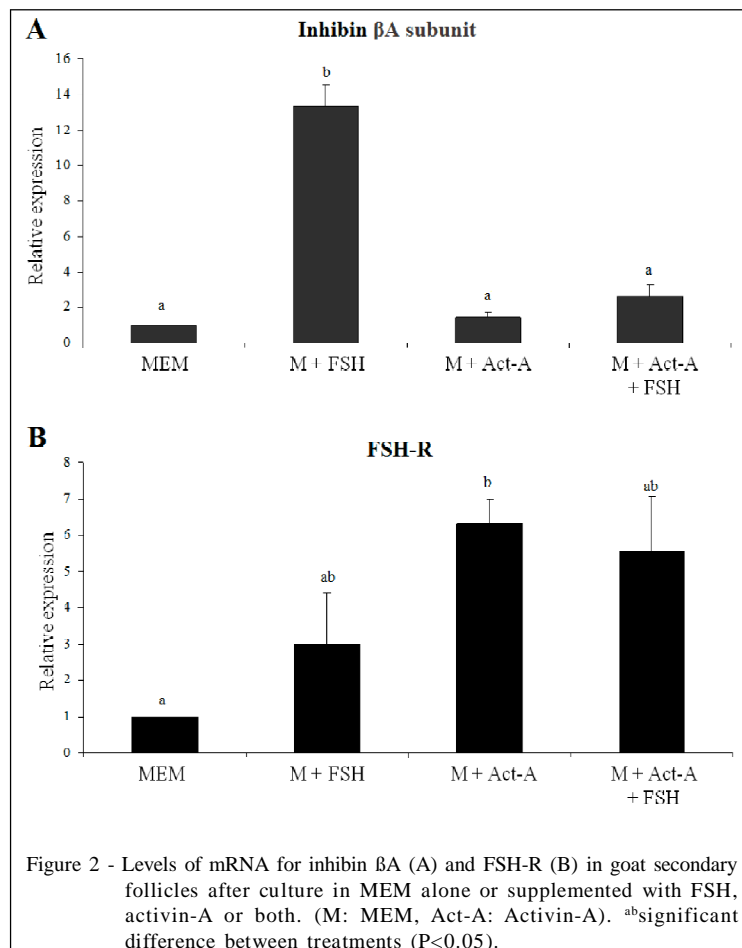 A
Inhibin βA subunit
16
14
12
10
8
6
4
2
0
Relative expression
a
b
a
a
MEM
M + FSH
M + Act-A
M + Act-A
+ FSH
B
FSH-R
8
7
6
5
4
3
2
1
0
Relative expression
a
ab
b
ab
MEM
M + FSH
M + Act-A
M + Act-A
+ FSH
Figure 2 - Levels of mRNA for inhibin ßA (A) and FSH-R (B) in goat secondary
follicles after culture in MEM alone or supplemented with FSH,
activin-A or both. (M: MEM, Act-A: Activin-A). ᵃᵇsignificant
difference between treatments (P<0.05).